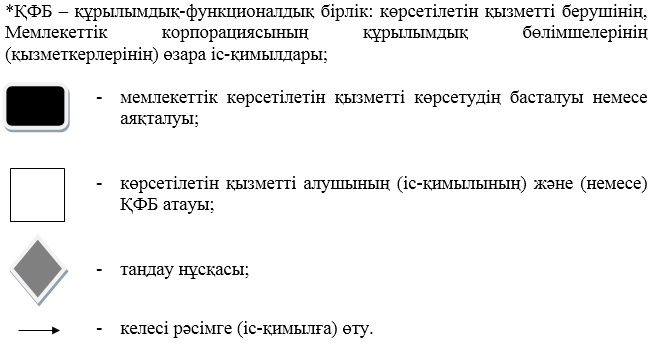 *ҚФБ – құрылымдық-функционалдық бірлік: көрсетілетін қызметті берушінің,
Мемлекеттік корпорациясының құрылымдық бөлімшелерінің
(қызметкерлерінің) өзара іс-қимылдары;
- мемлекеттік көрсетілетін қызметті көрсетудің басталуы немесе
аяқталуы;
- көрсетілетін қызметті алушының (іс-қимылының) және (немесе)
ҚФБ атауы;
- таңдау нұсқасы;
- келесі рәсімге (іс-қимылға) өту.